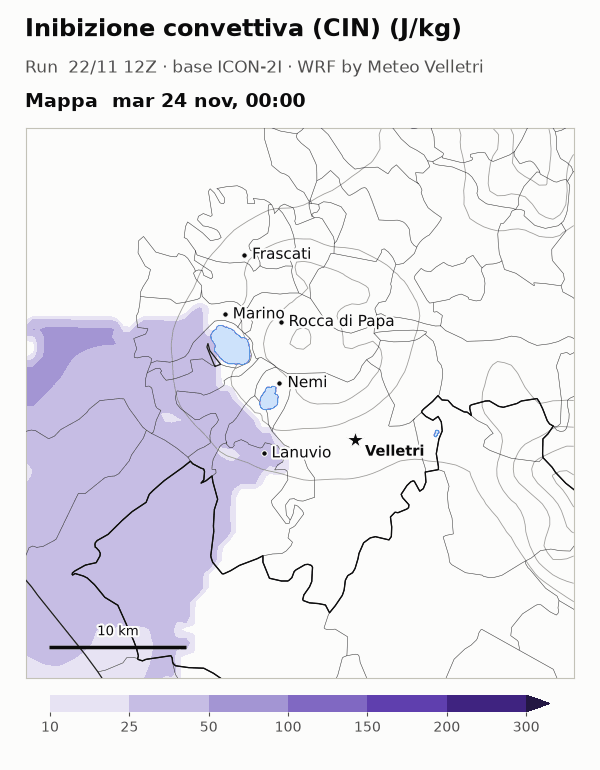 Inibizione convettiva (CIN) (J/kg)
Run  22/11 12Z · base ICON-2I · WRF by Meteo Velletri
Mappa  mar 24 nov, 00:00
Frascati
Marino
Rocca di Papa
Nemi
Velletri
Lanuvio
10 km
10 25 50 100 150 200 300